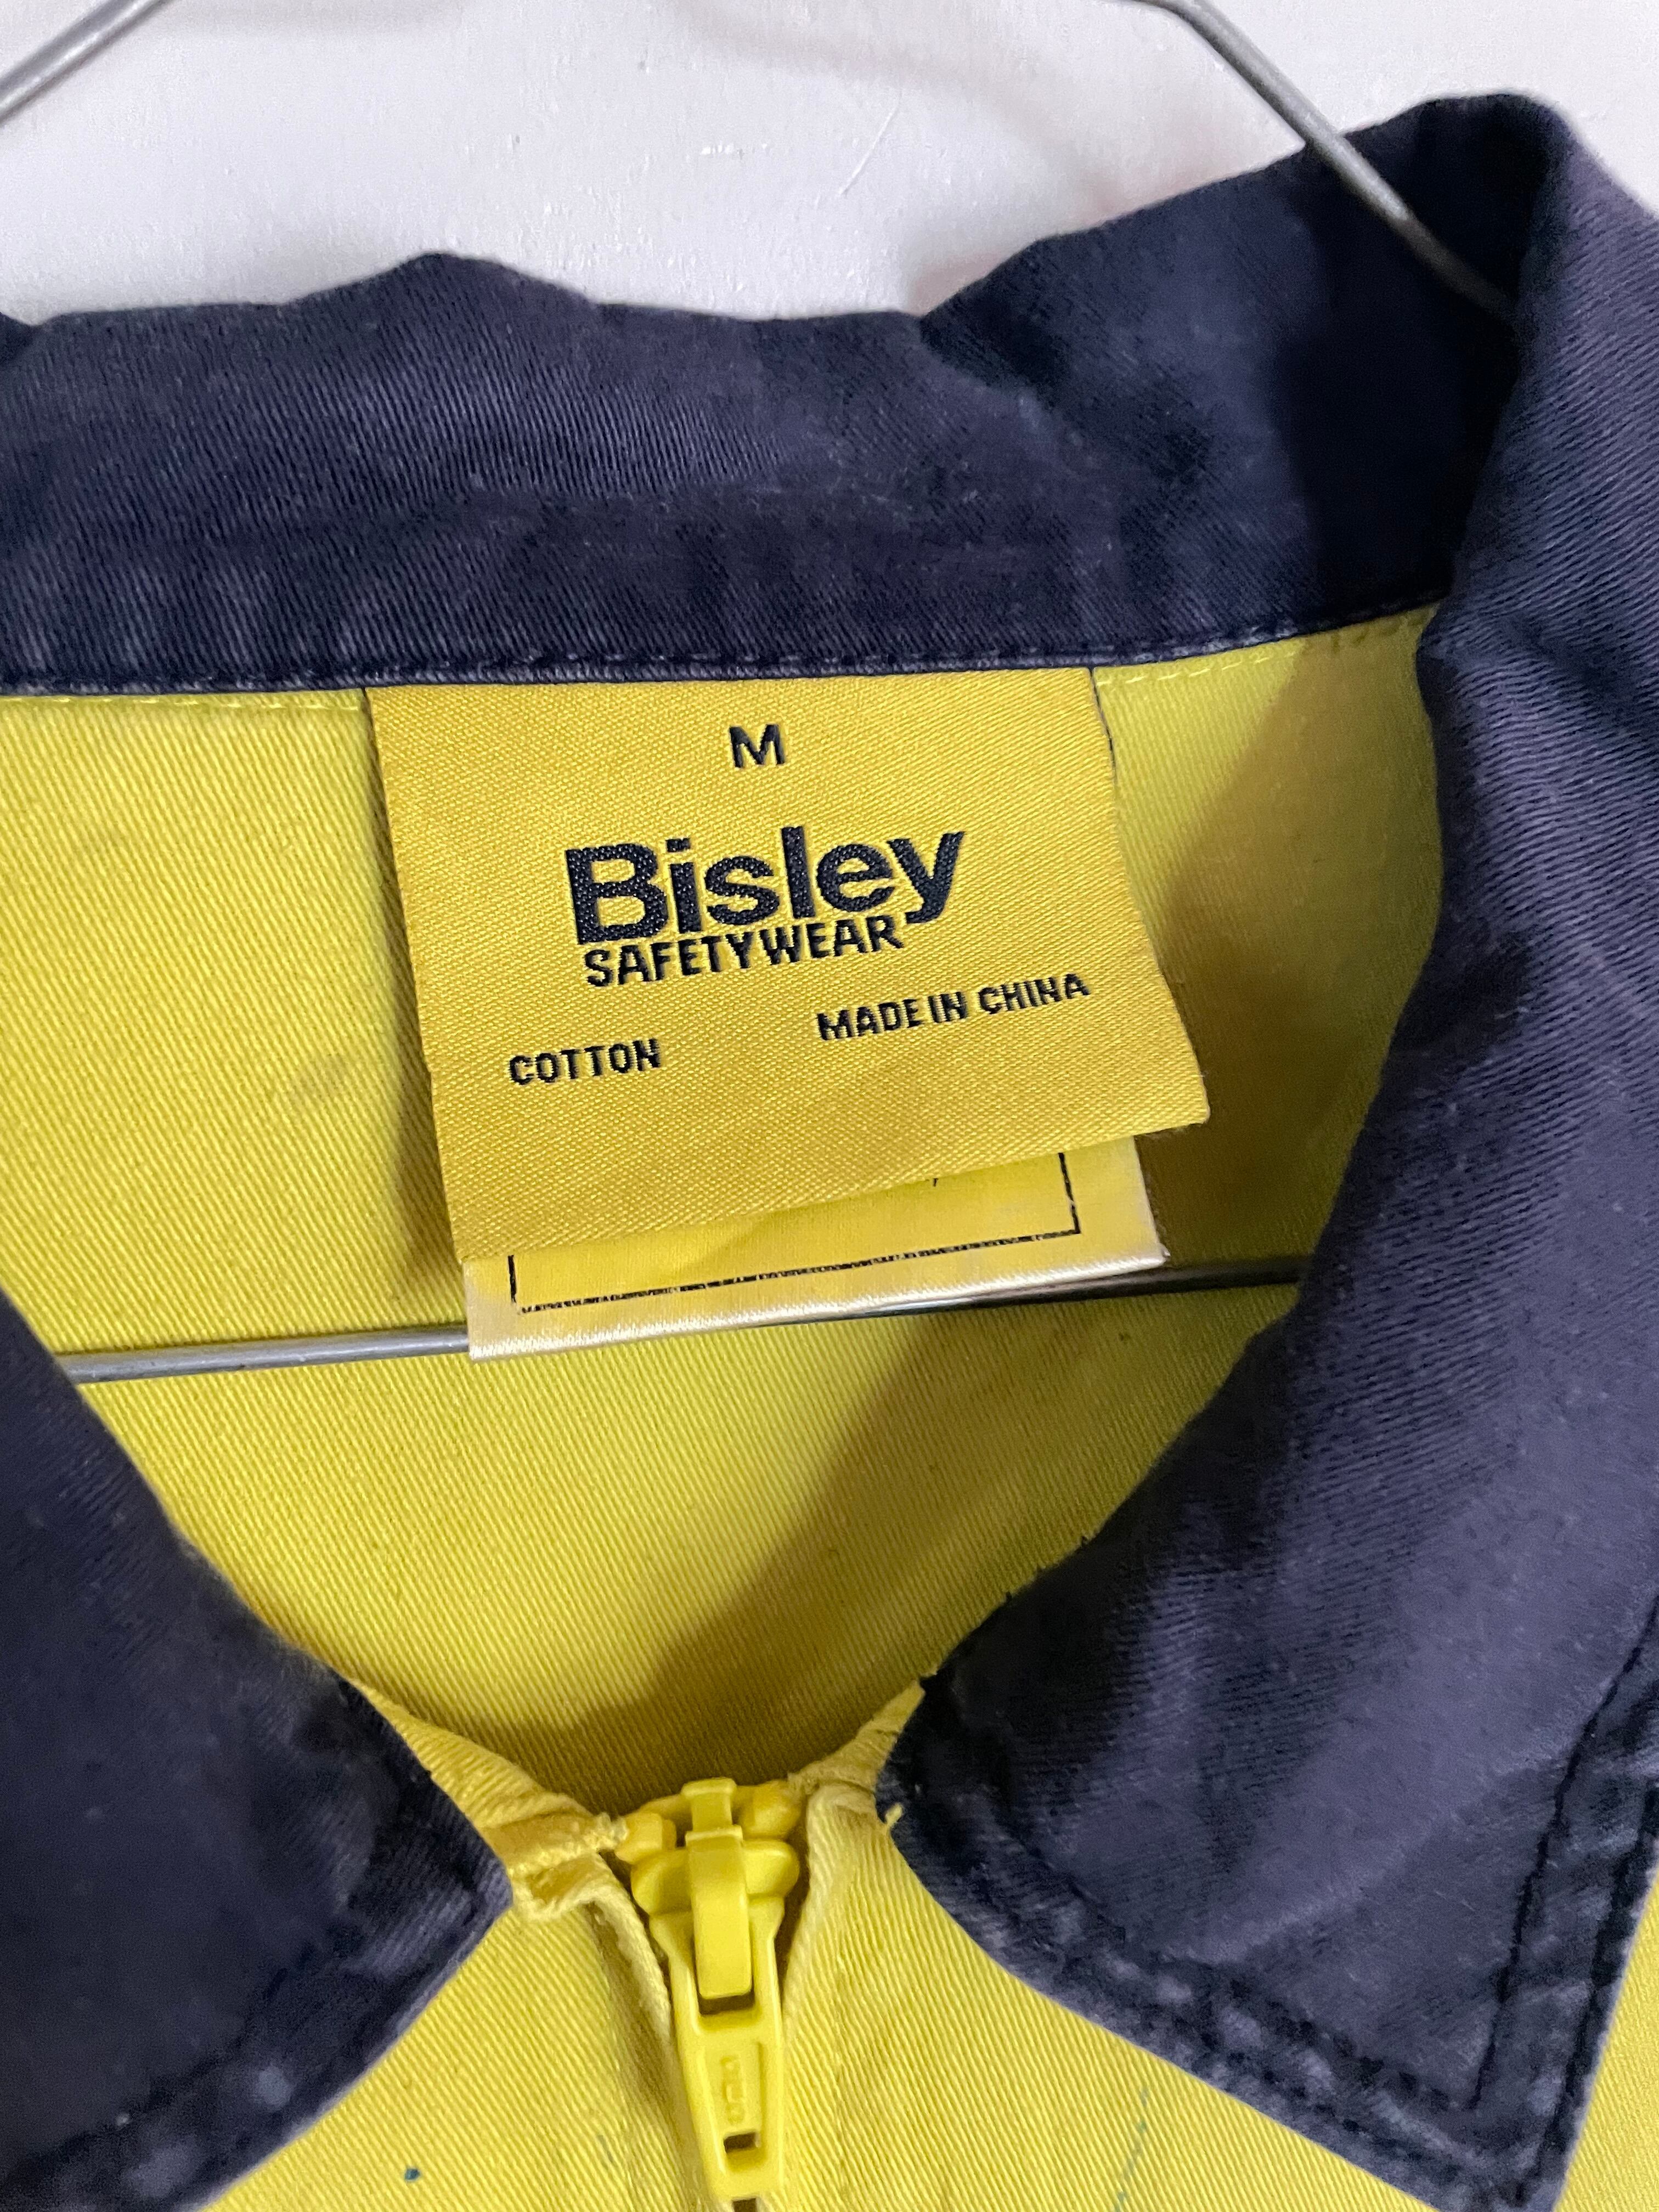 M
Bisley
SAFETYWEAR
MADE IN CHINA
COTTON